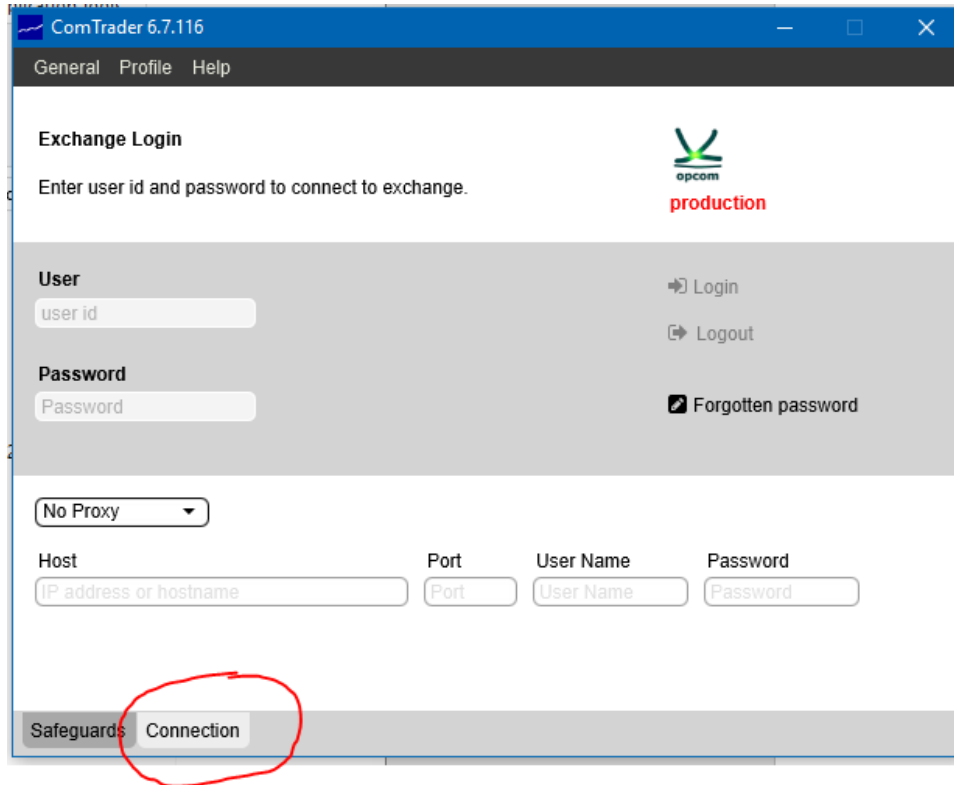 ComTrader 6.7.116
General Profile Help
Exchange Login
Enter user id and password to connect to exchange.
opcom
production
User
user id
Login
Logout
Password
Password
Forgotten password
No Proxy
Host Port User Name Password
IP address or hostname Port User Name Password
Safeguards Connection